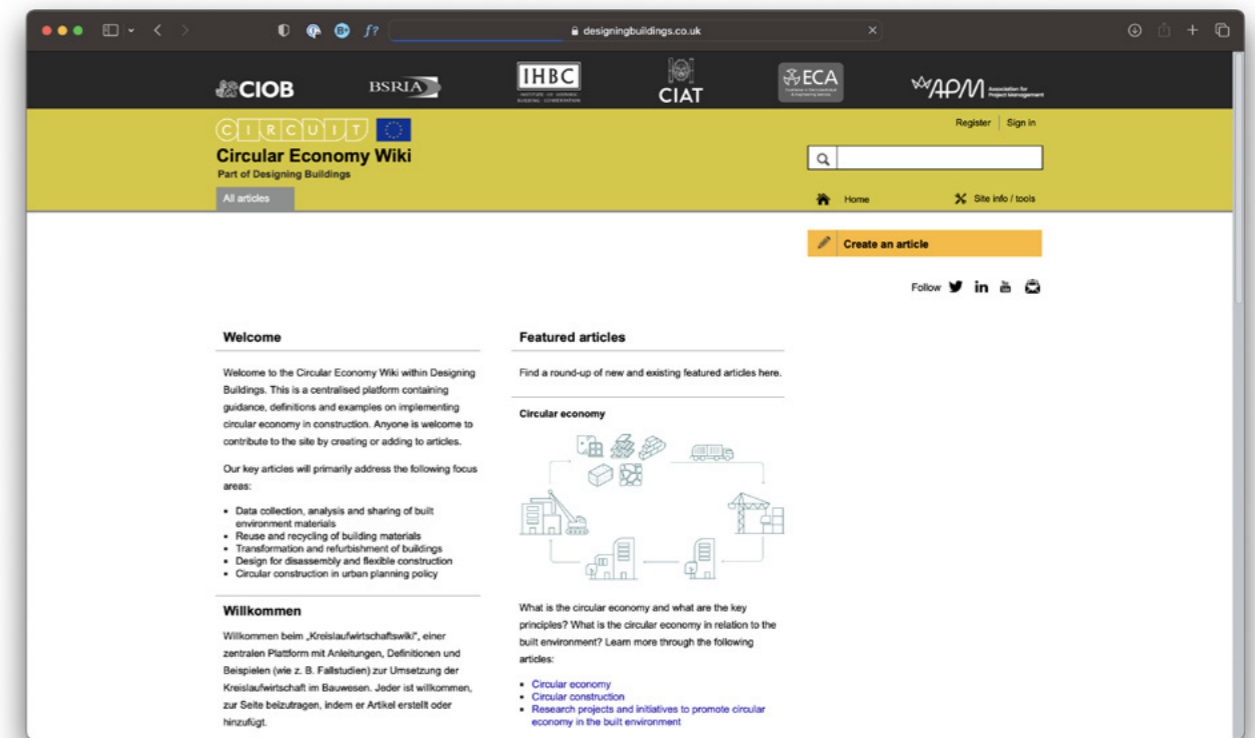 designingbuildings.co.uk
CIOB
BSRIA
IHBC
CIAT
ECA
APM
Association for
Project Management
CIRCUIT
Circular Economy Wiki
Part of Designing Buildings
All articles
Register
Sign in
Home
Site info / tools
Create an article
Follow
Welcome
Welcome to the Circular Economy Wiki within Designing
Buildings. This is a centralised platform containing
guidance, definitions and examples on implementing
circular economy in construction. Anyone is welcome to
contribute to the site by creating or adding to articles.
Our key articles will primarily address the following focus
areas:
• Data collection, analysis and sharing of built
environment materials
• Reuse and recycling of building materials
• Transformation and refurbishment of buildings
• Design for disassembly and flexible construction
• Circular construction in urban planning policy
Willkommen
Willkommen beim „Kreislaufwirtschaftswiki“, einer
zentralen Plattform mit Anleitungen, Definitionen und
Beispielen (wie z. B. Fallstudien) zur Umsetzung der
Kreislaufwirtschaft im Bauwesen. Jeder ist willkommen,
zur Seite beizutragen, indem er Artikel erstellt oder
hinzufügt.
Featured articles
Find a round-up of new and existing featured articles here.
Circular economy
What is the circular economy and what are the key
principles? What is the circular economy in relation to the
built environment? Learn more through the following
articles:
• Circular economy
• Circular construction
• Research projects and initiatives to promote circular
economy in the built environment